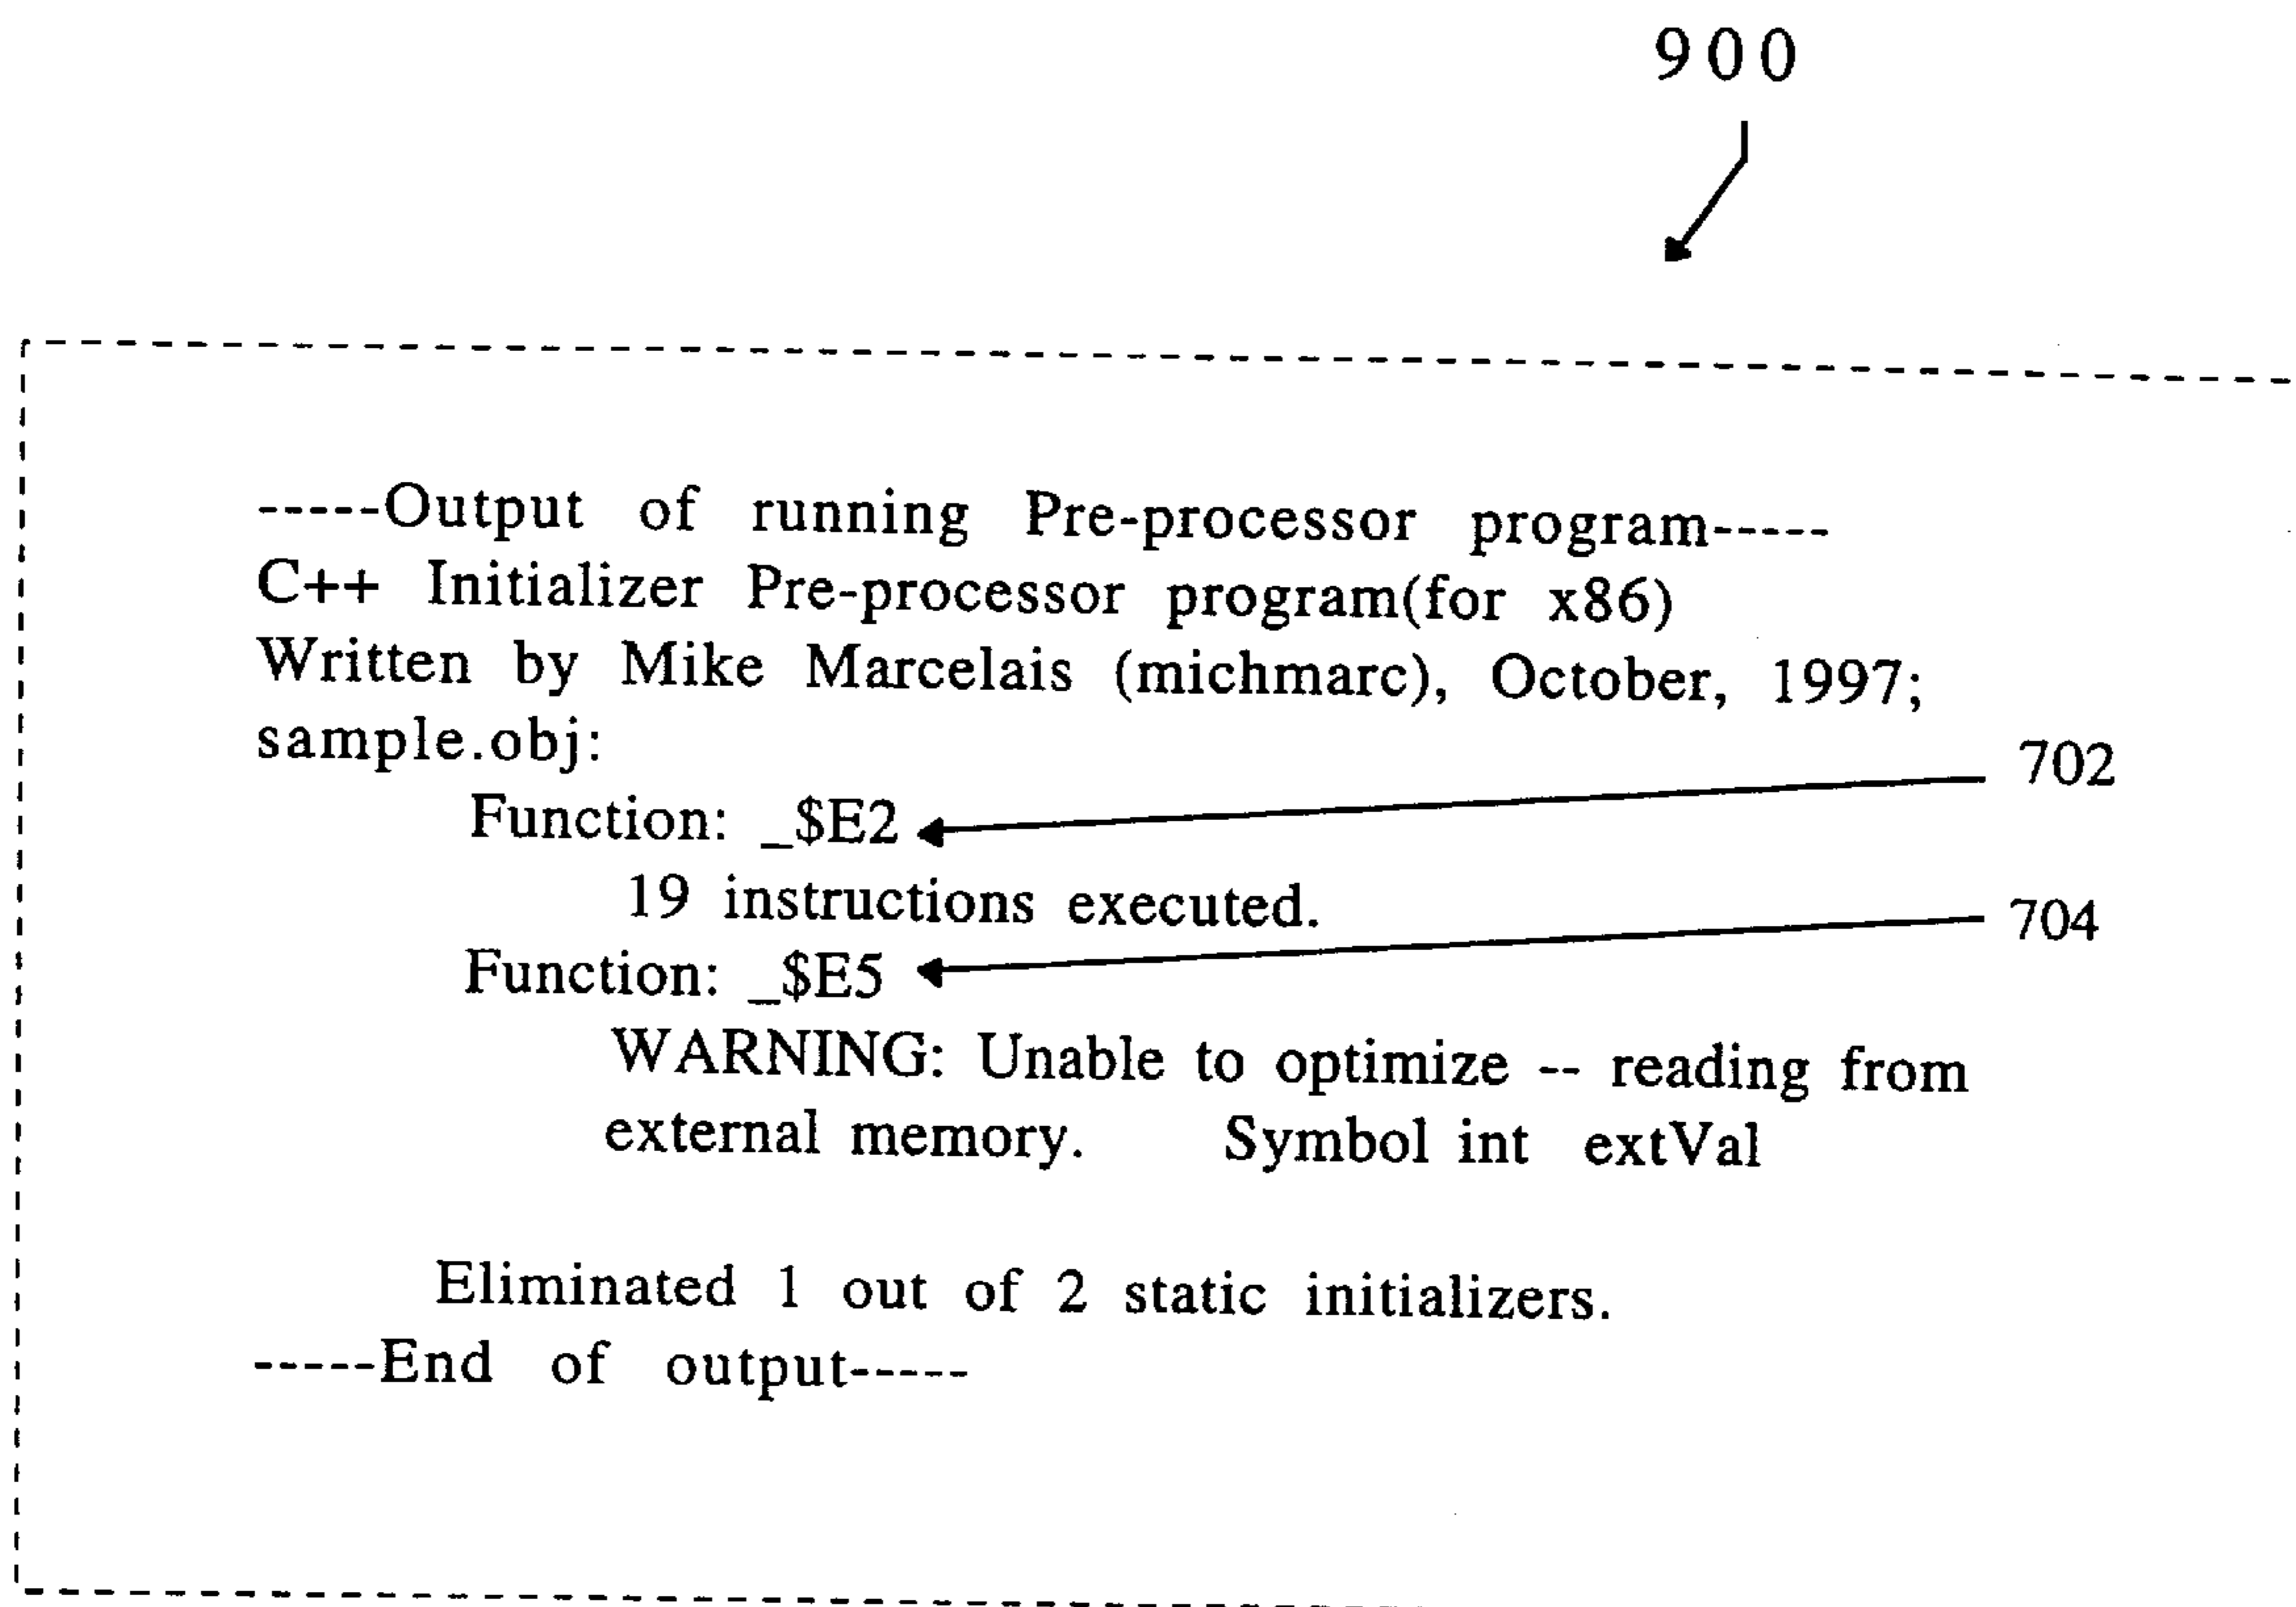 900
-----Output of running Pre-processor program-----
C++ Initializer Pre-processor program(for x86)
Written by Mike Marcelais (michmarc), October, 1997;
sample.obj:
702
Function: _$E2
19 instructions executed.
704
Function: _$E5
WARNING: Unable to optimize -- reading from
external memory. Symbol int extVal
Eliminated 1 out of 2 static initializers.
-----End of output-----